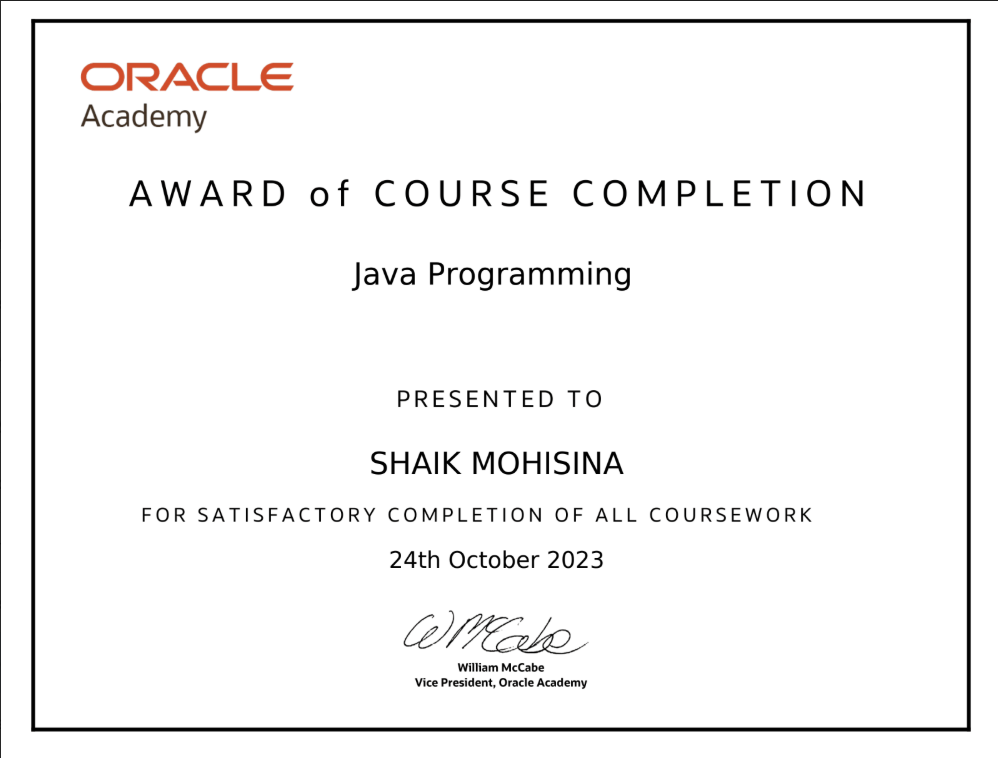 ORACLE
Academy
AWARD of COURSE COMPLETION
Java Programming
PRESENTED TO
SHAIK MOHISINA
FOR SATISFACTORY COMPLETION OF ALL COURSEWORK
24th October 2023
W McCabe
William McCabe
Vice President, Oracle Academy